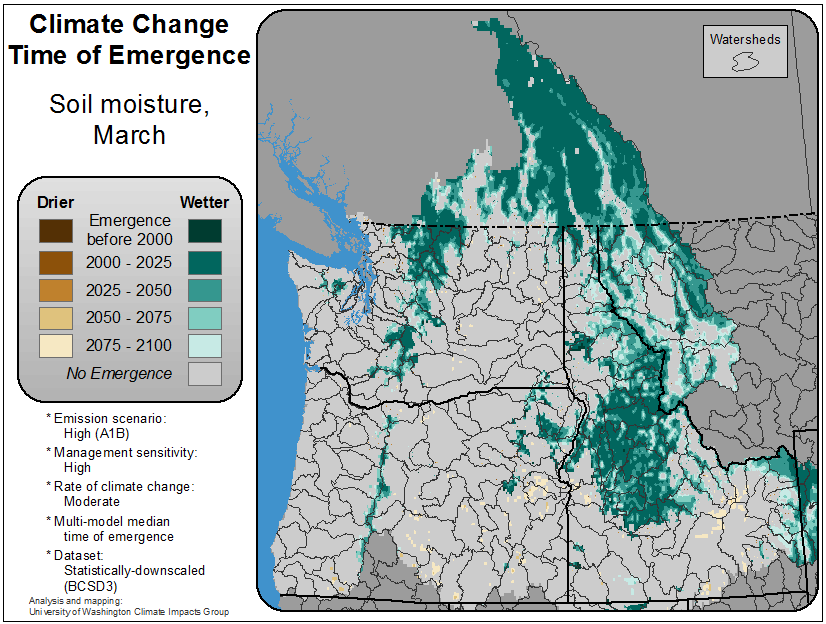 Climate Change
Time of Emergence
Soil moisture,
March
Watersheds
Drier
Wetter
Emergence
before 2000
2000 - 2025
2025 - 2050
2050 - 2075
2075 - 2100
No Emergence
* Emission scenario:
High (A1B)
* Management sensitivity:
High
* Rate of climate change:
Moderate
* Multi-model median
time of emergence
* Dataset:
Statistically-downscaled
(BCSD3)
Analysis and mapping:
University of Washington Climate Impacts Group